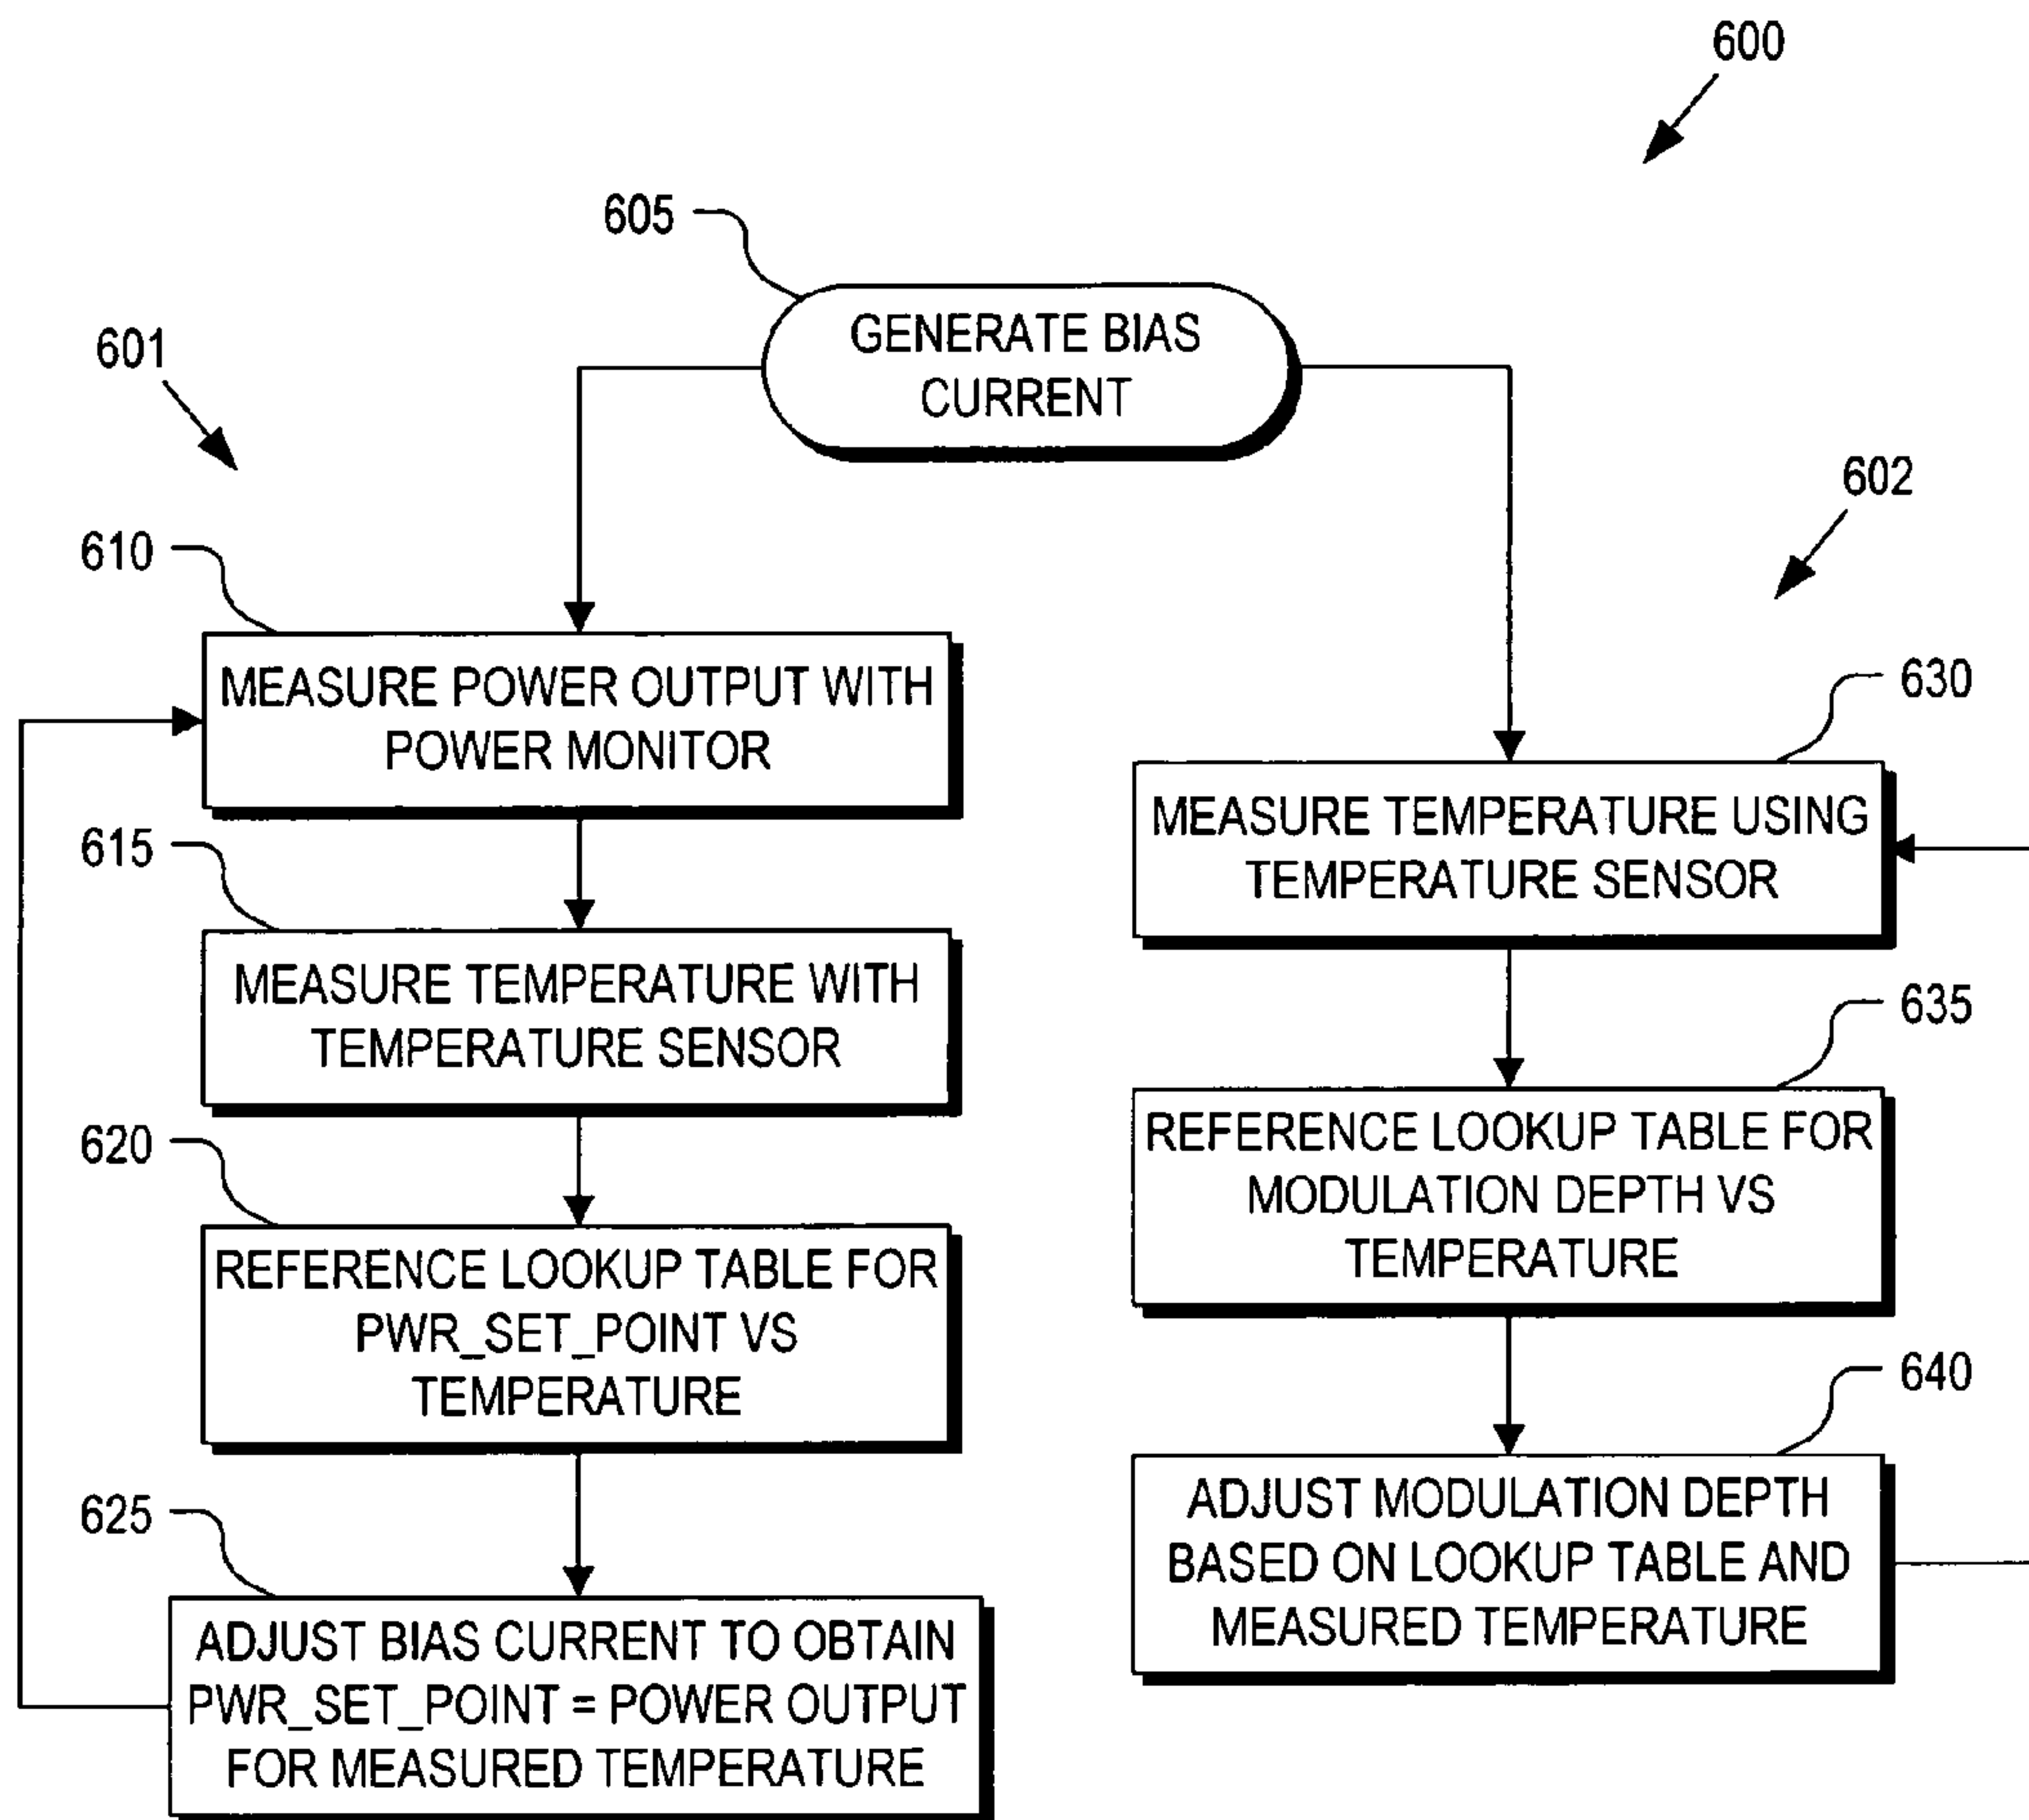 600
605
GENERATE BIAS
CURRENT
601
602
610
MEASURE POWER OUTPUT WITH
POWER MONITOR
630
MEASURE TEMPERATURE USING
TEMPERATURE SENSOR
615
MEASURE TEMPERATURE WITH
TEMPERATURE SENSOR
635
REFERENCE LOOKUP TABLE FOR
MODULATION DEPTH VS
TEMPERATURE
620
REFERENCE LOOKUP TABLE FOR
PWR_SET_POINT VS
TEMPERATURE
640
ADJUST MODULATION DEPTH
BASED ON LOOKUP TABLE AND
MEASURED TEMPERATURE
625
ADJUST BIAS CURRENT TO OBTAIN
PWR_SET_POINT = POWER OUTPUT
FOR MEASURED TEMPERATURE